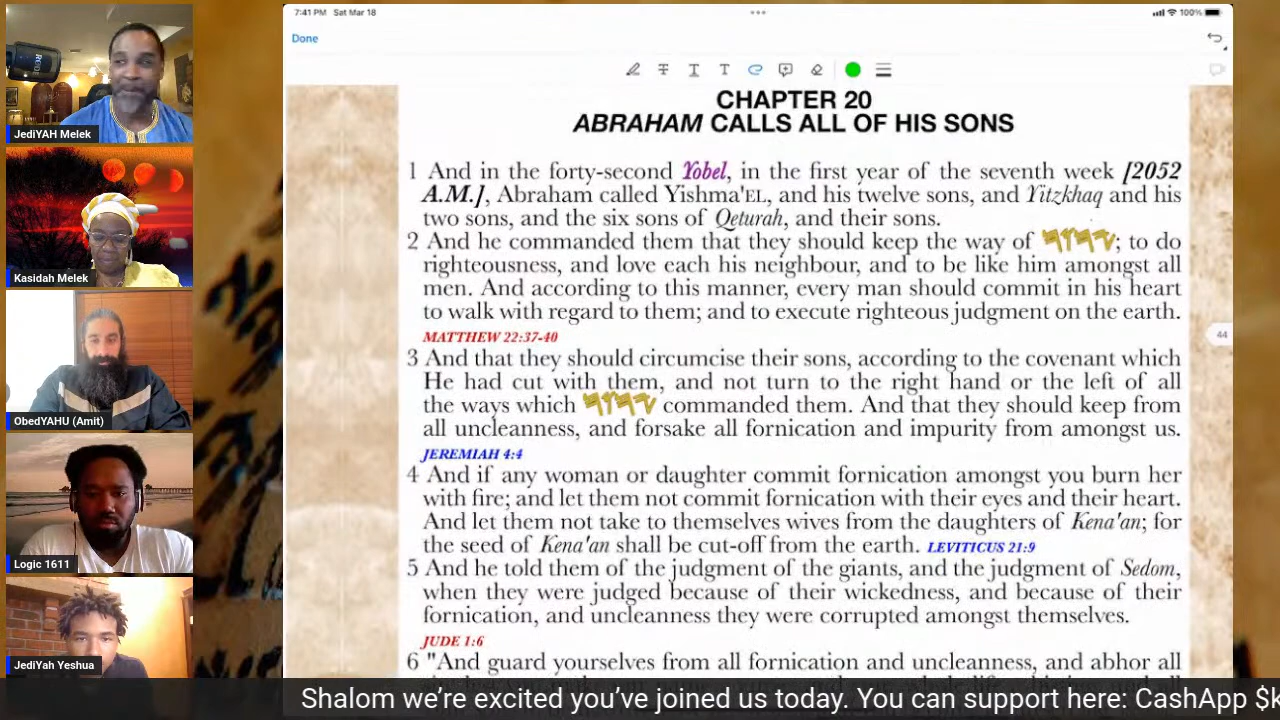 7:41 PM Sat Mar 18
100%
Done
CHAPTER 20
ABRAHAM CALLS ALL OF HIS SONS
1 And in the forty-second Yobel, in the first year of the seventh week [2052
A.M.], Abraham called Yishma'EL, and his twelve sons, and Yitzkhaq and his
two sons, and the six sons of Qeturah, and their sons.
2 And he commanded them that they should keep the way of 𐤉𐤄𐤅𐤄; to do
righteousness, and love each his neighbour, and to be like him amongst all
men. And according to this manner, every man should commit in his heart
to walk with regard to them; and to execute righteous judgment on the earth.
MATTHEW 22:37-40
3 And that they should circumcise their sons, according to the covenant which
He had cut with them, and not turn to the right hand or the left of all
the ways which 𐤉𐤄𐤅𐤄 commanded them. And that they should keep from
all uncleanness, and forsake all fornication and impurity from amongst us.
JEREMIAH 4:4
4 And if any woman or daughter commit fornication amongst you burn her
with fire; and let them not commit fornication with their eyes and their heart.
And let them not take to themselves wives from the daughters of Kena'an; for
the seed of Kena'an shall be cut-off from the earth. LEVITICUS 21:9
5 And he told them of the judgment of the giants, and the judgment of Sedom,
when they were judged because of their wickedness, and because of their
fornication, and uncleanness they were corrupted amongst themselves.
JUDE 1:6
6 "And guard yourselves from all fornication and uncleanness, and abhor all
44
JediYAH Melek
Kasidah Melek
ObedYAHU (Amit)
Logic 1611
JediYah Yeshua
Shalom we're excited you've joined us today. You can support here: CashApp $k